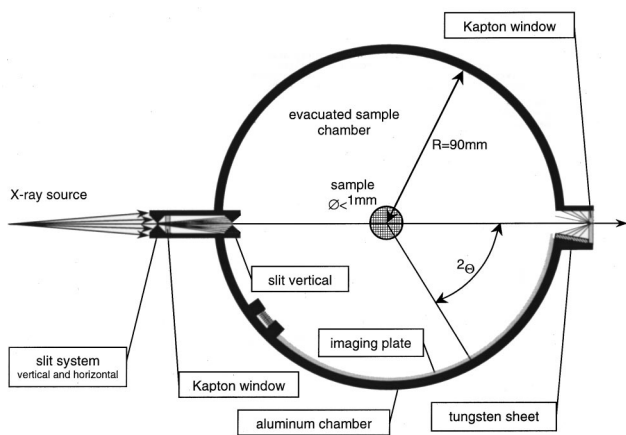 Kapton window
evacuated sample
chamber
R=90mm
X-ray source
sample
Ø<1mm
2Θ
slit vertical
imaging plate
slit system
vertical and horizontal
Kapton window
aluminum chamber
tungsten sheet